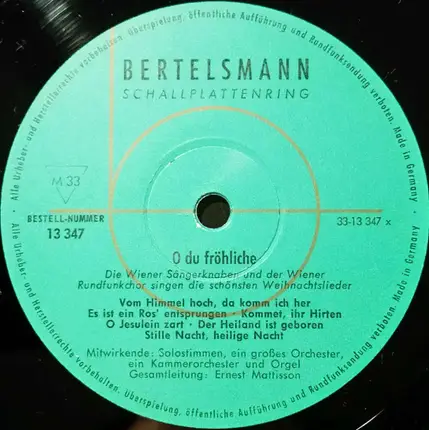 Alle Urheber- und Herstellerrechte vorbehalten. Überspielung, öffentliche Aufführung und Rundfunksendung verboten. Made in Germany ·
BERTELSMANN
SCHALLPLATTENRING
M 33
BESTELL-NUMMER
13 347
33-13 347 x
O du fröhliche
Die Wiener Sängerknaben und der Wiener
Rundfunkchor singen die schönsten Weihnachtslieder
Vom Himmel hoch, da komm ich her
Es ist ein Ros' entsprungen · Kommet, ihr Hirten
O Jesulein zart · Der Heiland ist geboren
Stille Nacht, heilige Nacht
Mitwirkende: Solostimmen, ein großes Orchester,
ein Kammerorchester und Orgel
Gesamtleitung: Ernest Mattisson
Alle Urheber- und Herstellerrechte vorbehalten. Überspielung, öffentliche Aufführung und Rundfunksendung verboten. Made in Germany ·